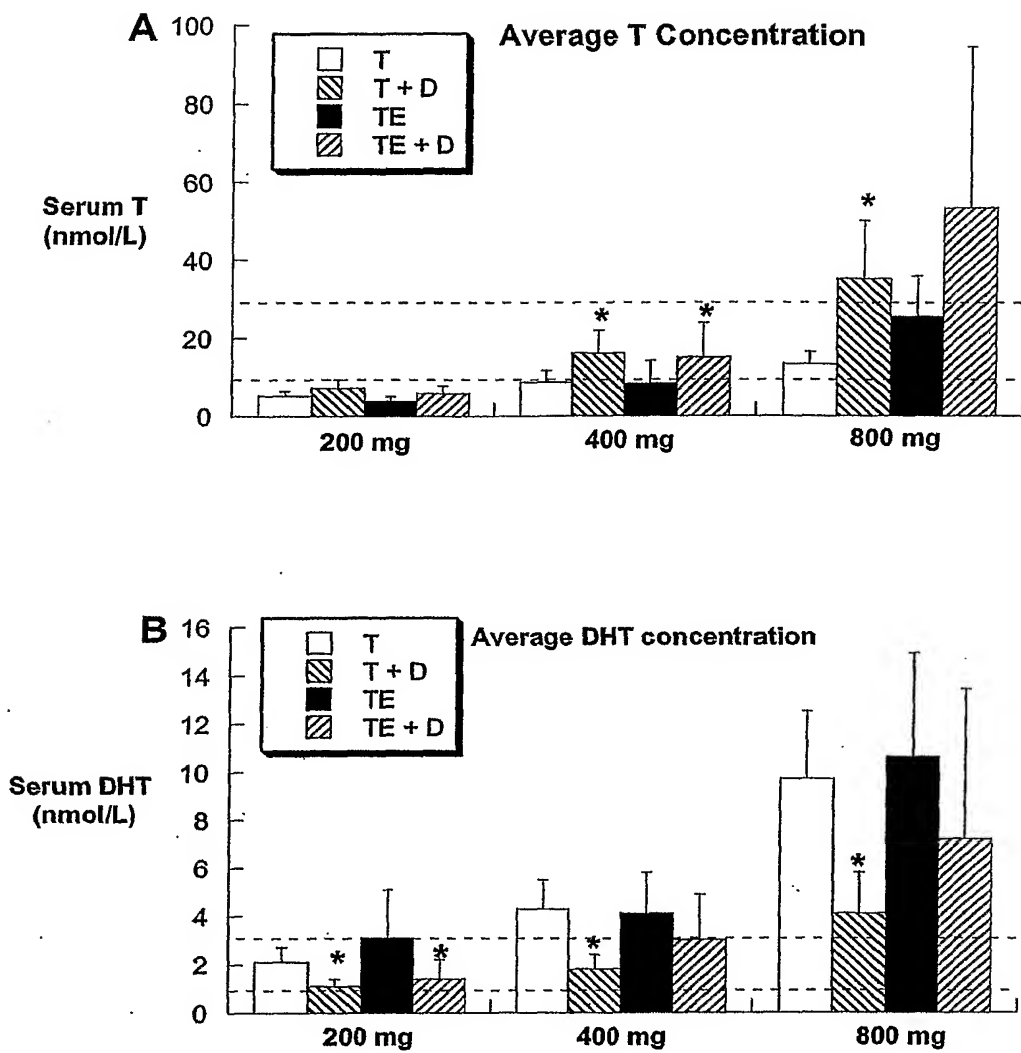 A
Average T Concentration
100
80
60
40
20
0
Serum T
(nmol/L)
T
T + D
TE
TE + D
*
*
*
200 mg
400 mg
800 mg
B
Average DHT concentration
16
14
12
10
8
6
4
2
0
Serum DHT
(nmol/L)
T
T + D
TE
TE + D
*
*
*
*
200 mg
400 mg
800 mg